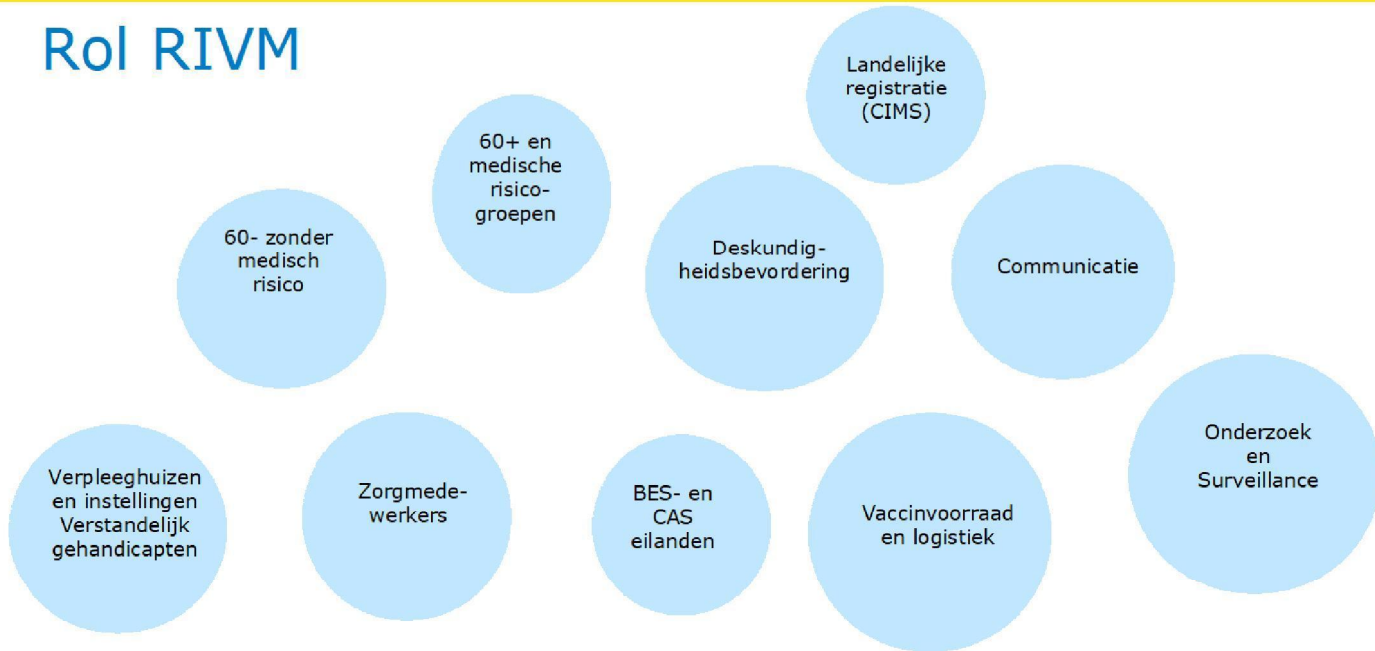 Rol RIVM
Landelijke
registratie
(CIMS)
60+ en
medische
risico-
groepen
60- zonder
medisch
risico
Deskundig-
heidsbevordering
Communicatie
Verpleeghuizen
en instellingen
Verstandelijk
gehandicapten
Zorgmede-
werkers
BES- en
CAS
eilanden
Vaccinvoorraad
en logistiek
Onderzoek
en
Surveillance